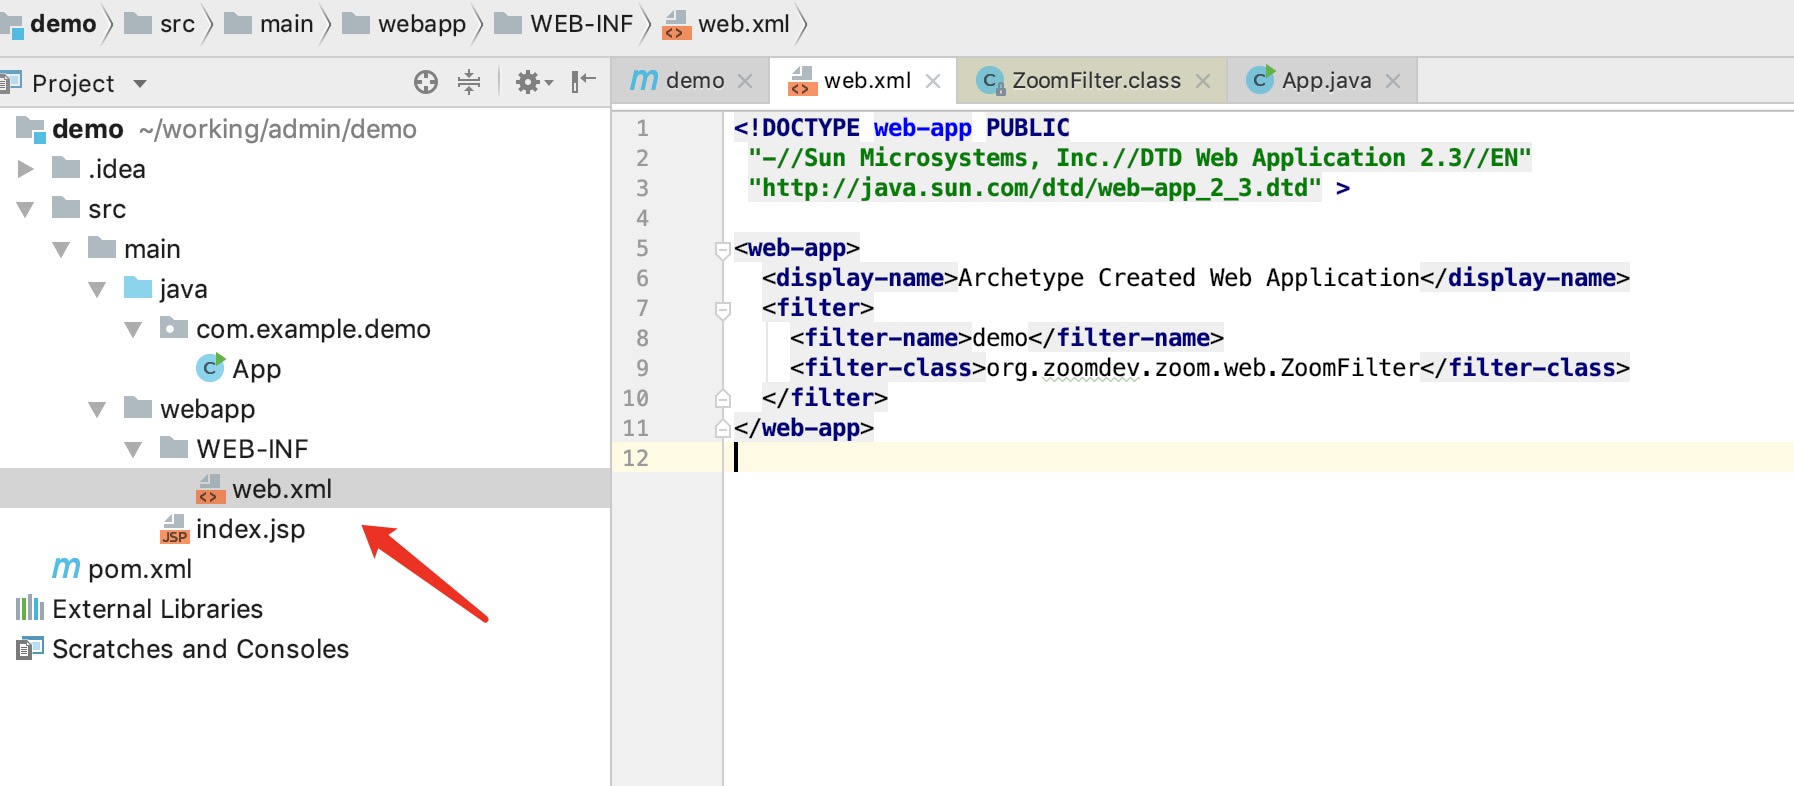 demo src main webapp WEB-INF web.xml
Project
demo web.xml ZoomFilter.class App.java
demo ~/working/admin/demo
.idea
src
main
java
com.example.demo
C App
webapp
WEB-INF
web.xml
JSP index.jsp
m pom.xml
External Libraries
Scratches and Consoles
1 <!DOCTYPE web-app PUBLIC
2 "-//Sun Microsystems, Inc.//DTD Web Application 2.3//EN"
3 "http://java.sun.com/dtd/web-app_2_3.dtd" >
4
5 <web-app>
6 <display-name>Archetype Created Web Application</display-name>
7 <filter>
8 <filter-name>demo</filter-name>
9 <filter-class>org.zoomdev.zoom.web.ZoomFilter</filter-class>
10 </filter>
11 </web-app>
12